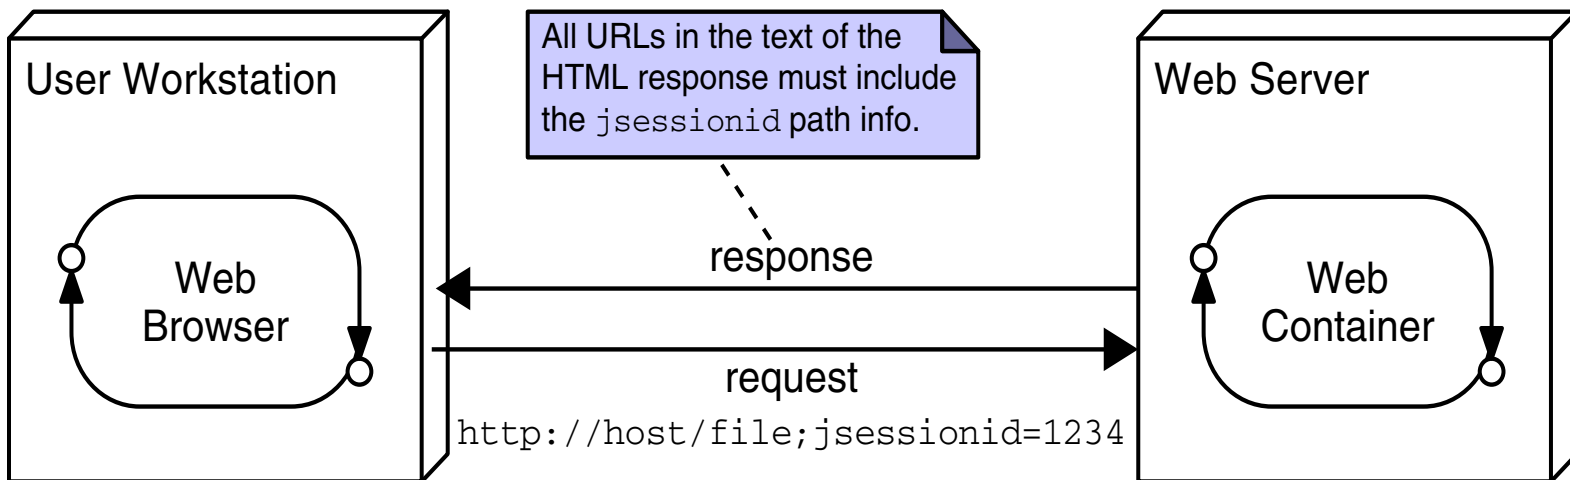 User Workstation
All URLs in the text of the
HTML response must include
the jsessionid path info.
Web Server
response
Web
Browser
Web
Container
request
http://host/file;jsessionid=1234